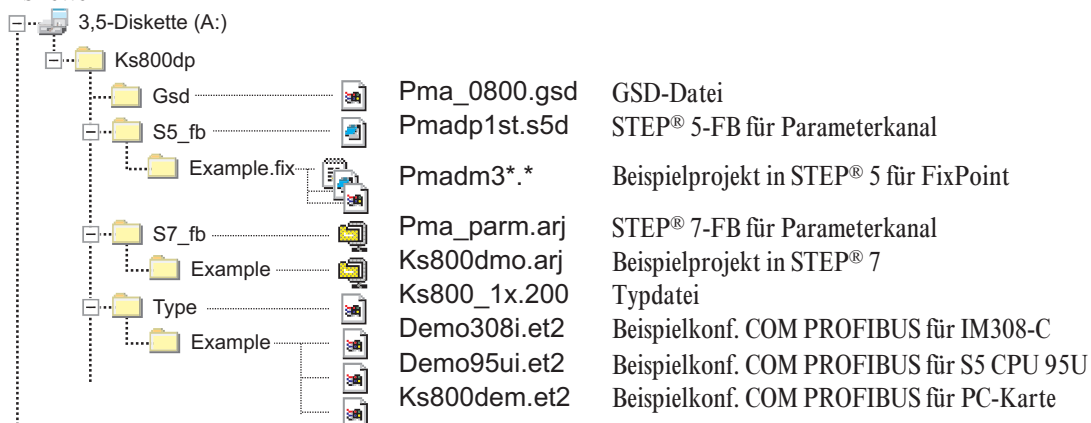 3,5-Diskette (A:)
Ks800dp
Gsd Pma_0800.gsd GSD-Datei
S5_fb Pmadp1st.s5d STEP® 5-FB für Parameterkanal
Example.fix Pmadm3*.* Beispielprojekt in STEP® 5 für FixPoint
S7_fb Pma_parm.arj STEP® 7-FB für Parameterkanal
Example Ks800dmo.arj Beispielprojekt in STEP® 7
Type Ks800_1x.200 Typdatei
Example Demo308i.et2 Beispielkonf. COM PROFIBUS für IM308-C
Demo95ui.et2 Beispielkonf. COM PROFIBUS für S5 CPU 95U
Ks800dem.et2 Beispielkonf. COM PROFIBUS für PC-Karte